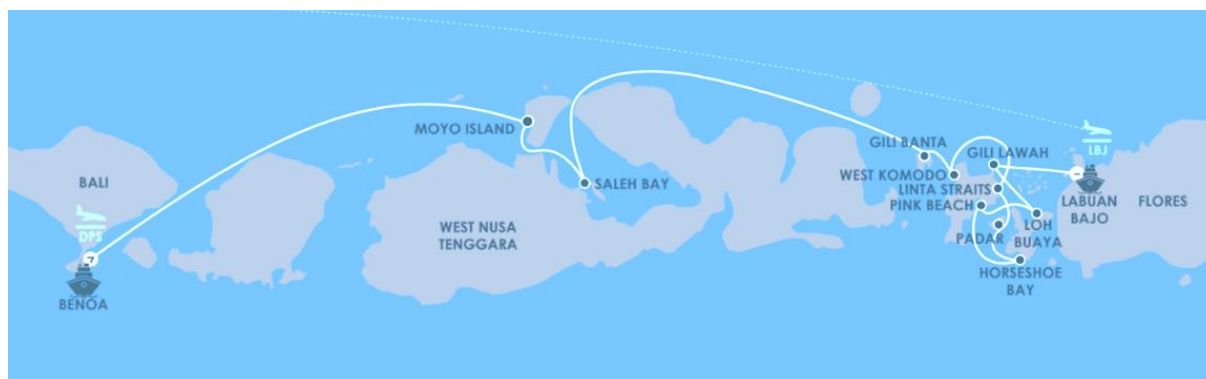 BALI
DPS
BENOA
MOYO ISLAND
SALEH BAY
WEST NUSA
TENGGARA
GILI BANTA
WEST KOMODO
GILI LAWAH
LINTA STRAITS
PINK BEACH
PADAR
LOH
BUAYA
HORSESHOE
BAY
LBJ
LABUAN
BAJO
FLORES